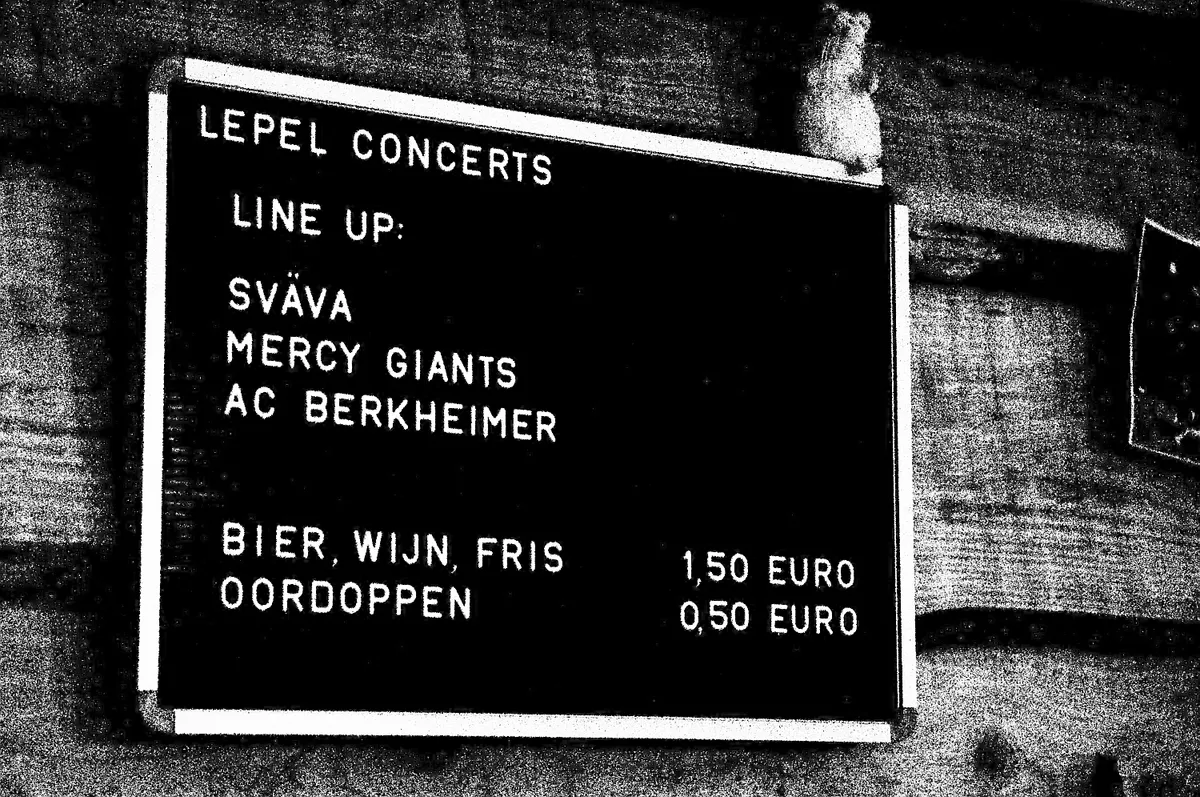 LEPEL CONCERTS
LINE UP:
SVÄVA
MERCY GIANTS
AC BERKHEIMER
BIER, WIJN, FRIS 1,50 EURO
OORDOPPEN 0,50 EURO